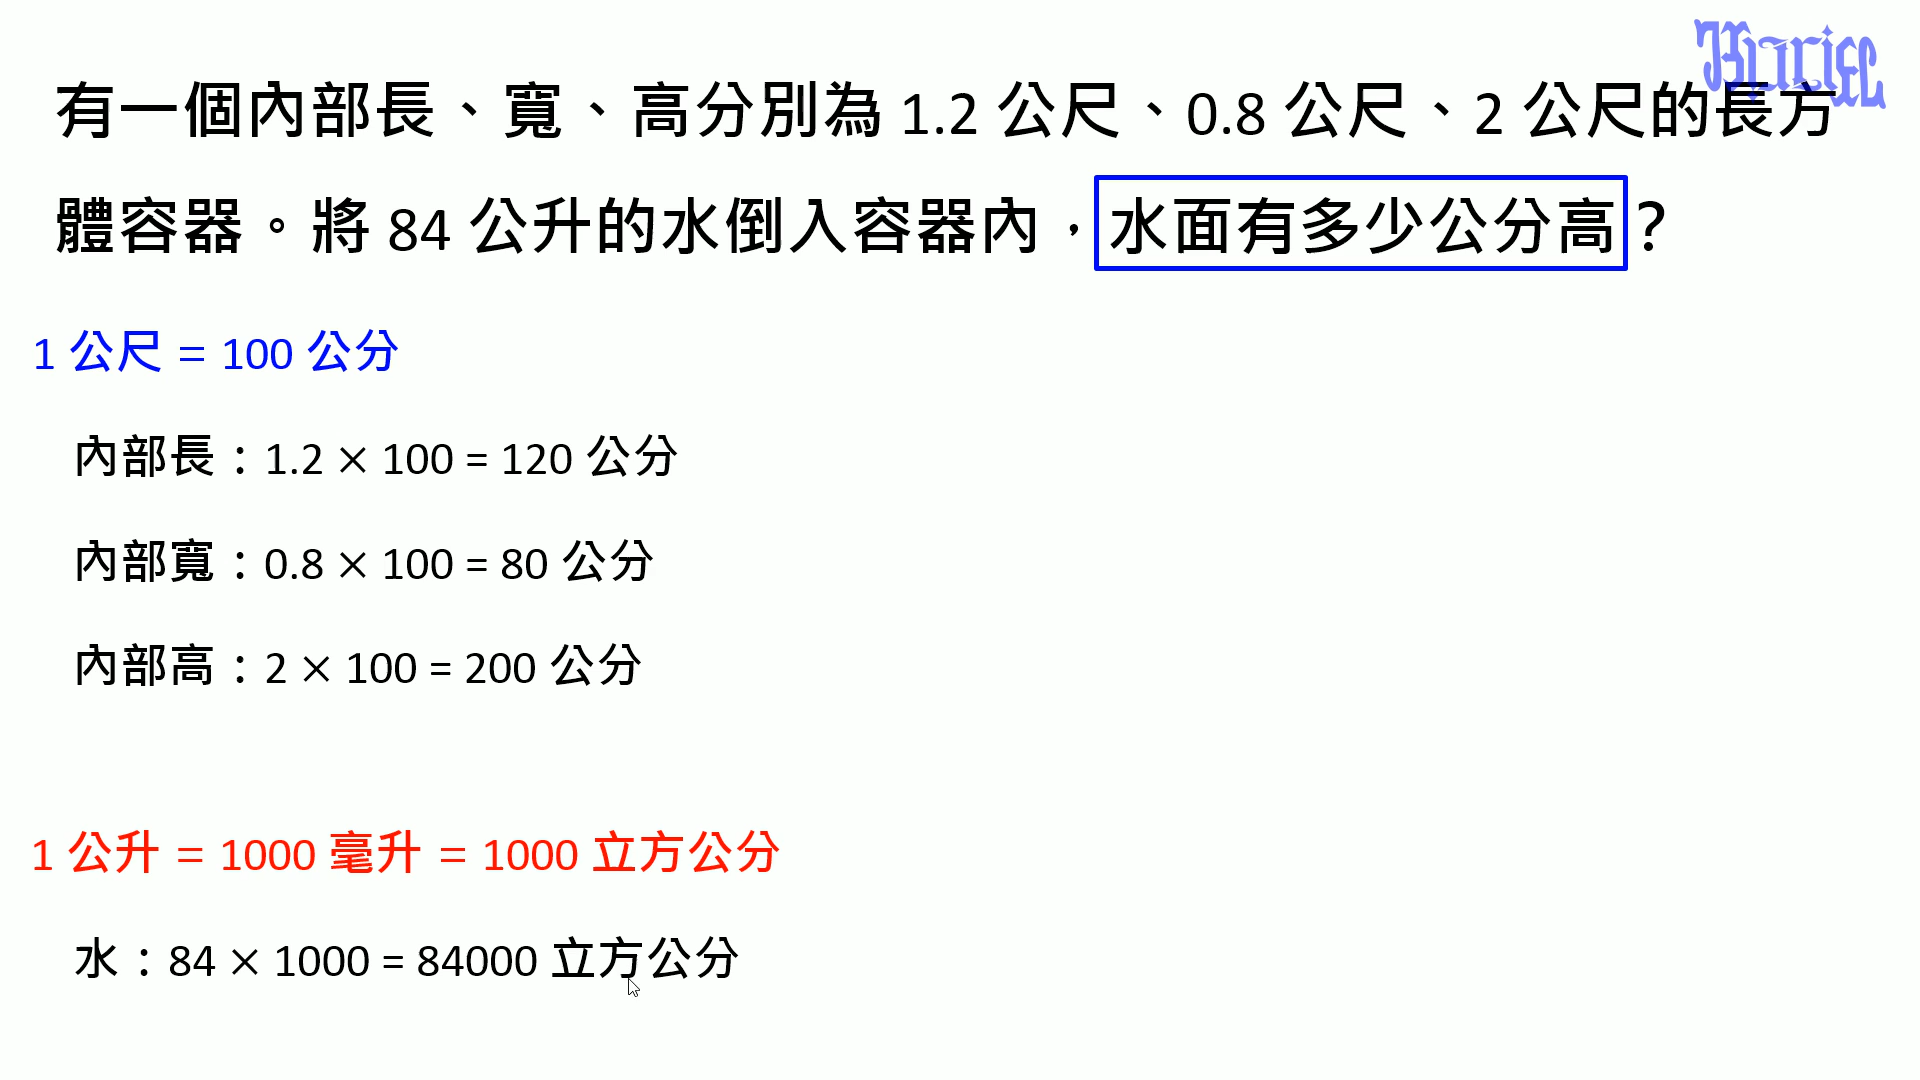 有一個內部長、寬、高分別為 1.2 公尺、0.8 公尺、2 公尺的長方
體容器。將 84 公升的水倒入容器內，水面有多少公分高？
1 公尺 = 100 公分
內部長：1.2 × 100 = 120 公分
內部寬：0.8 × 100 = 80 公分
內部高：2 × 100 = 200 公分
1 公升 = 1000 毫升 = 1000 立方公分
水：84 × 1000 = 84000 立方公分